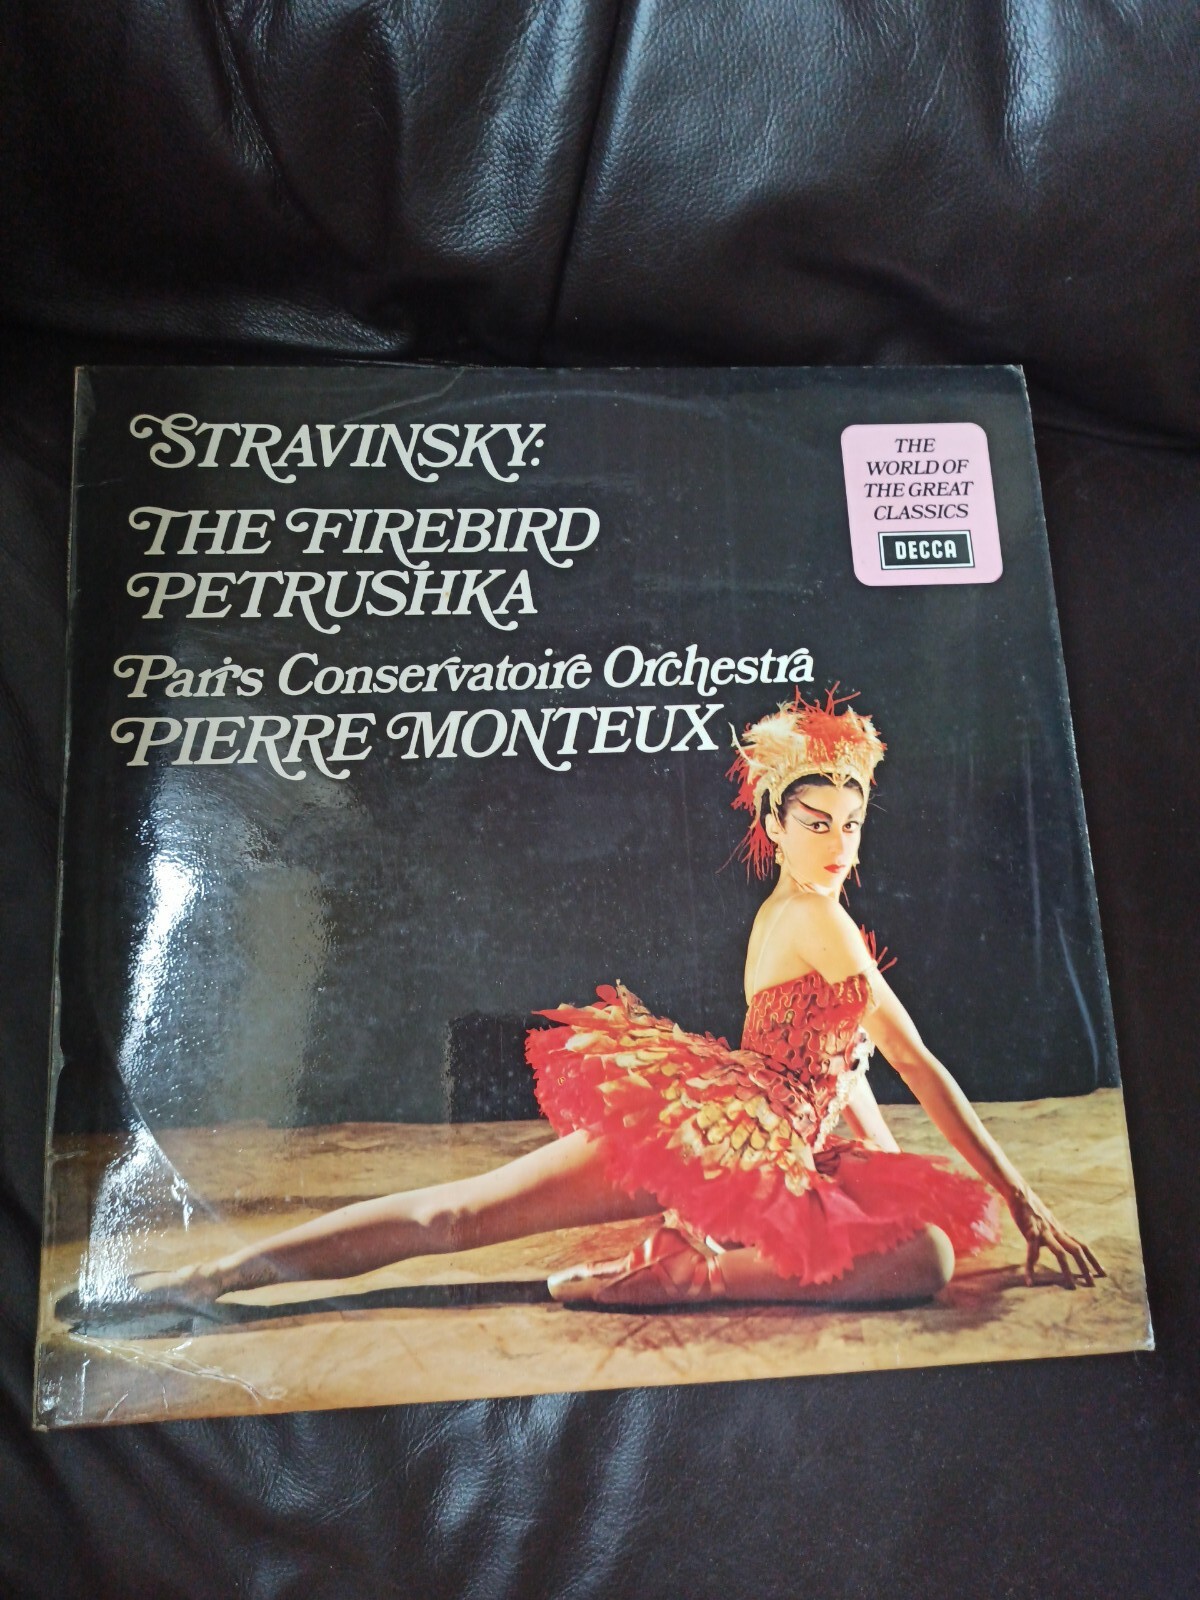 STRAVINSKY:
THE FIREBIRD
PETRUSHKA
Paris Conservatoire Orchestra
PIERRE MONTEUX
THE
WORLD OF
THE GREAT
CLASSICS
DECCA